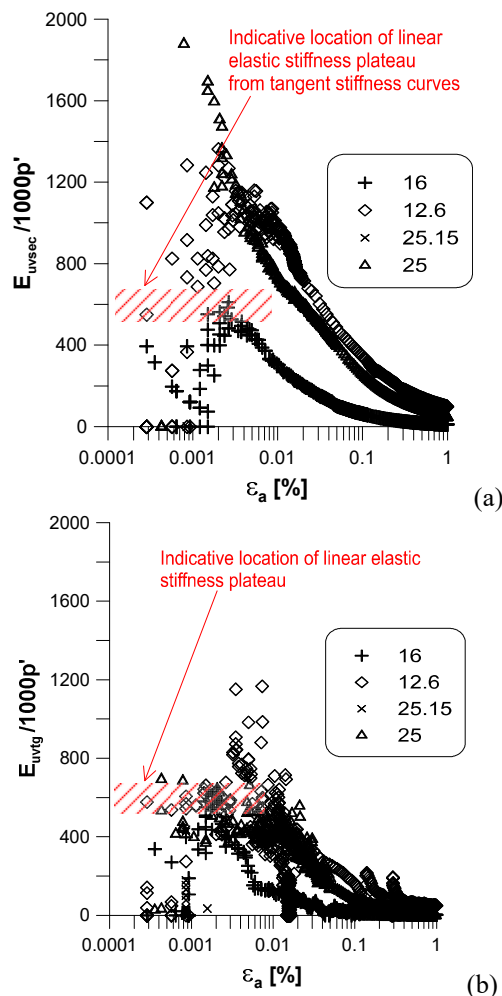 2000
Indicative location of linear
elastic stiffness plateau
from tangent stiffness curves
1600
1200
800
400
0
E_uvsec /1000p'
16
12.6
25.15
25
0.0001 0.001 0.01 0.1 1
ε_a [%]
(a)
2000
Indicative location of linear elastic
stiffness plateau
1600
1200
800
400
0
E_uvtg /1000p'
16
12.6
25.15
25
0.0001 0.001 0.01 0.1 1
ε_a [%]
(b)